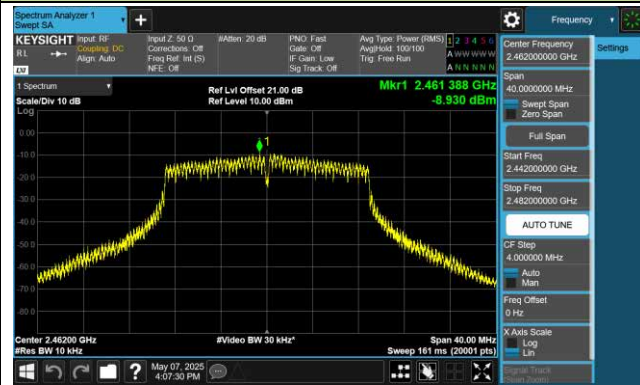 Spectrum Analyzer 1
Swept SA
Frequency
KEYSIGHT
RL
LXI
Input: RF
Coupling: DC
Align: Auto
Input Z: 50 Ω
Corrections: Off
Freq Ref: Int (S)
NFE: Off
#Atten: 20 dB
PNO: Fast
Gate: Off
IF Gain: Low
Sig Track: Off
Avg Type: Power (RMS)
Avg|Hold: 100/100
Trig: Free Run
1 2 3 4 5 6
A W W W W W
A N N N N N
1 Spectrum
Scale/Div 10 dB
Log
Ref Lvl Offset 21.00 dB
Ref Level 10.00 dBm
Mkr1 2.461 388 GHz
-8.930 dBm
1
0.00
-10.0
-20.0
-30.0
-40.0
-50.0
-60.0
-70.0
-80.0
Center 2.46200 GHz
#Res BW 10 kHz
#Video BW 30 kHz*
Span 40.00 MHz
Sweep 161 ms (20001 pts)
May 07, 2025
4:07:30 PM
Center Frequency
2.462000000 GHz
Settings
Span
40.0000000 MHz
Swept Span
Zero Span
Full Span
Start Freq
2.442000000 GHz
Stop Freq
2.482000000 GHz
AUTO TUNE
CF Step
4.000000 MHz
Auto
Man
Freq Offset
0 Hz
X Axis Scale
Log
Lin
Signal Track
(Span Zoom)